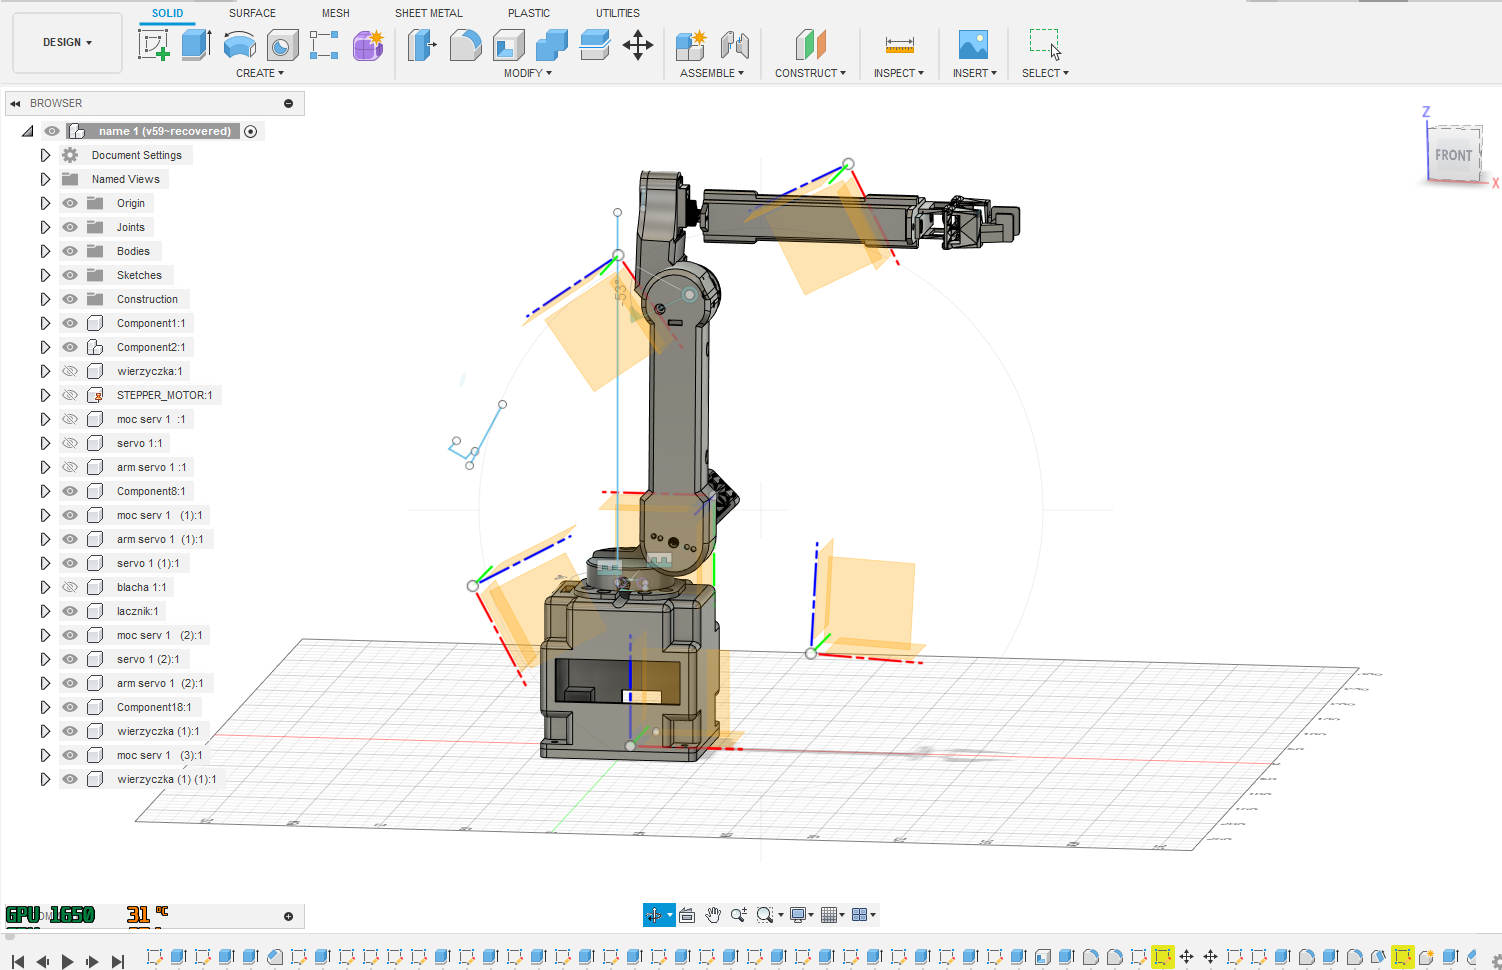 SOLID SURFACE MESH SHEET METAL PLASTIC UTILITIES
DESIGN
CREATE MODIFY ASSEMBLE CONSTRUCT INSPECT INSERT SELECT
BROWSER
name 1 (v59~recovered)
Document Settings
Named Views
Origin
Joints
Bodies
Sketches
Construction
Component1:1
Component2:1
wierzyczka:1
STEPPER_MOTOR:1
moc serv 1 :1
servo 1:1
arm servo 1 :1
Component8:1
moc serv 1 (1):1
arm servo 1 (1):1
servo 1 (1):1
blacha 1:1
lacznik:1
moc serv 1 (2):1
servo 1 (2):1
arm servo 1 (2):1
Component18:1
wierzyczka (1):1
moc serv 1 (3):1
wierzyczka (1) (1):1
Z
FRONT
X
GPU 1650 31 °C